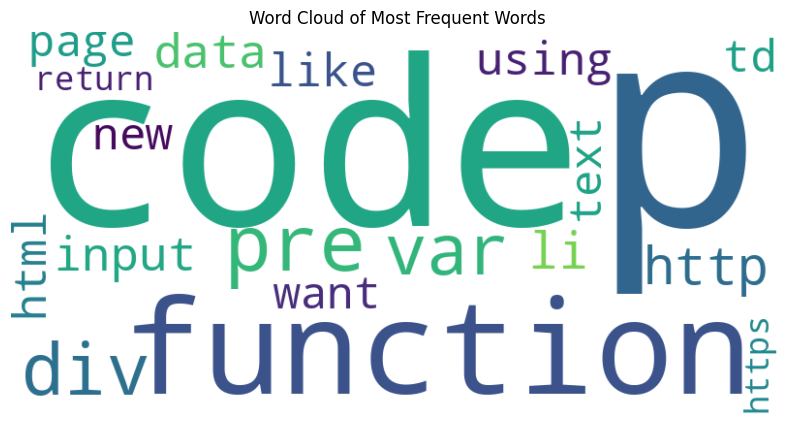 Word Cloud of Most Frequent Words
page
data
like
using
td
return
code
p
new
text
html
input
pre
var
li
http
want
function
div
https